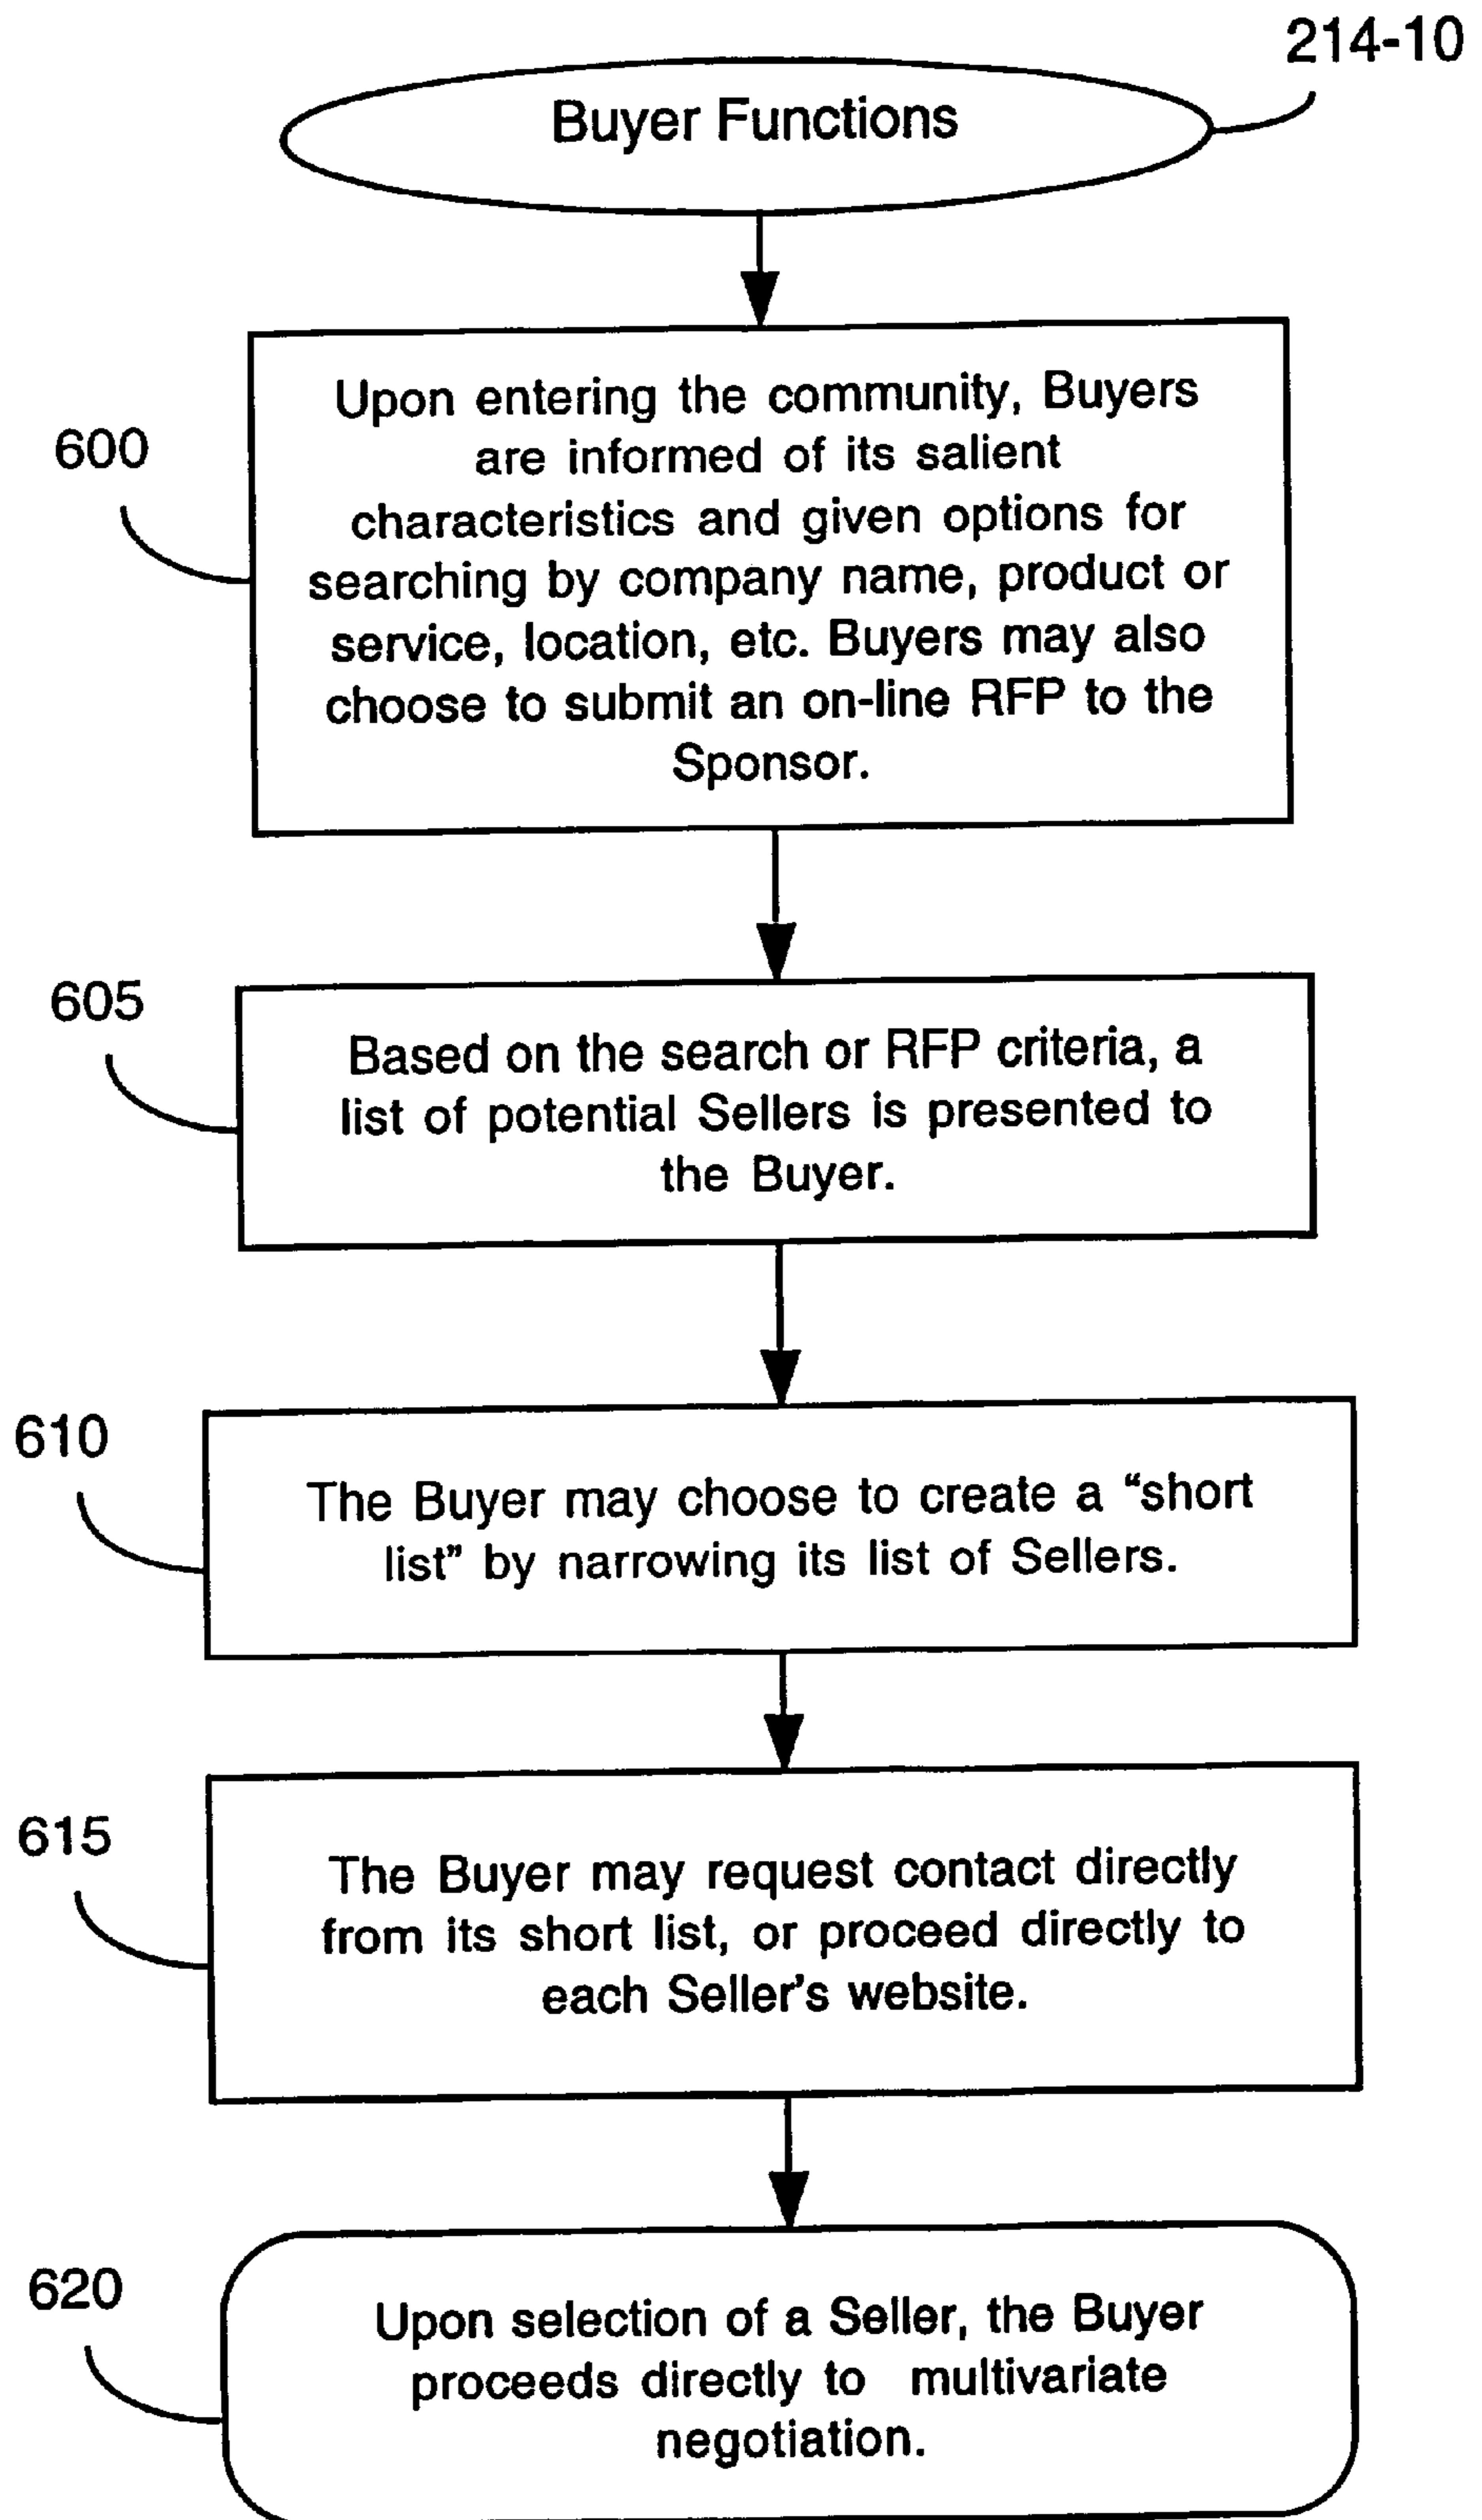 214-10
Buyer Functions
600
Upon entering the community, Buyers
are informed of its salient
characteristics and given options for
searching by company name, product or
service, location, etc. Buyers may also
choose to submit an on-line RFP to the
Sponsor.
605
Based on the search or RFP criteria, a
list of potential Sellers is presented to
the Buyer.
610
The Buyer may choose to create a “short
list” by narrowing its list of Sellers.
615
The Buyer may request contact directly
from its short list, or proceed directly to
each Seller's website.
620
Upon selection of a Seller, the Buyer
proceeds directly to multivariate
negotiation.